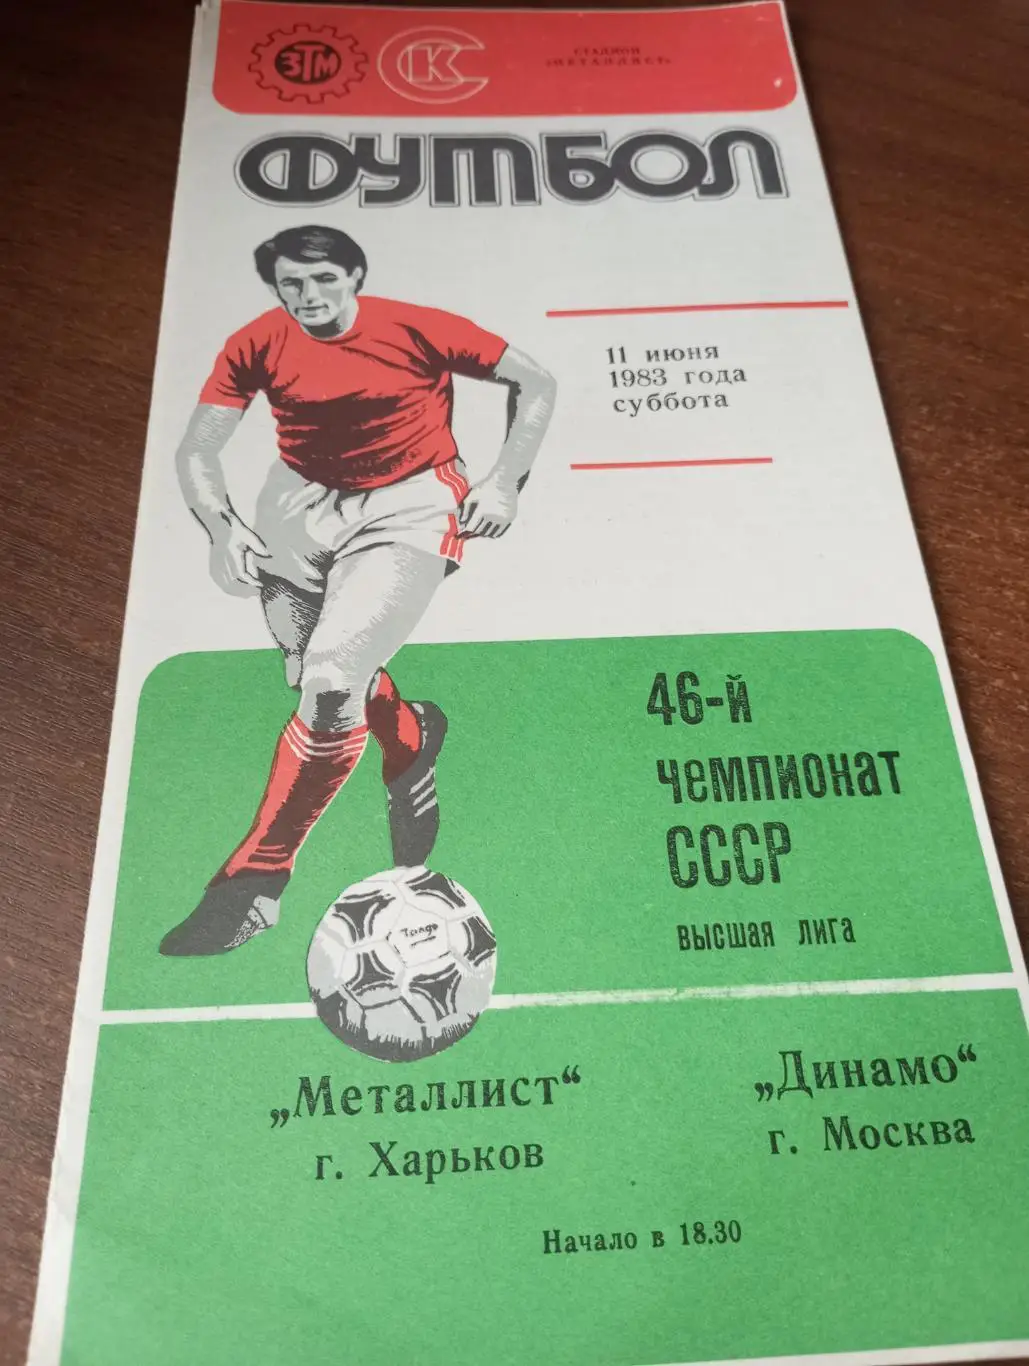 ЗТМ
СК
СТАДИОН
«МЕТАЛЛИСТ»
ФУТБОЛ
11 июня
1983 года
суббота
46-й
чемпионат
СССР
высшая лига
Tango
„Металлист“
г. Харьков
„Динамо“
г. Москва
Начало в 18.30